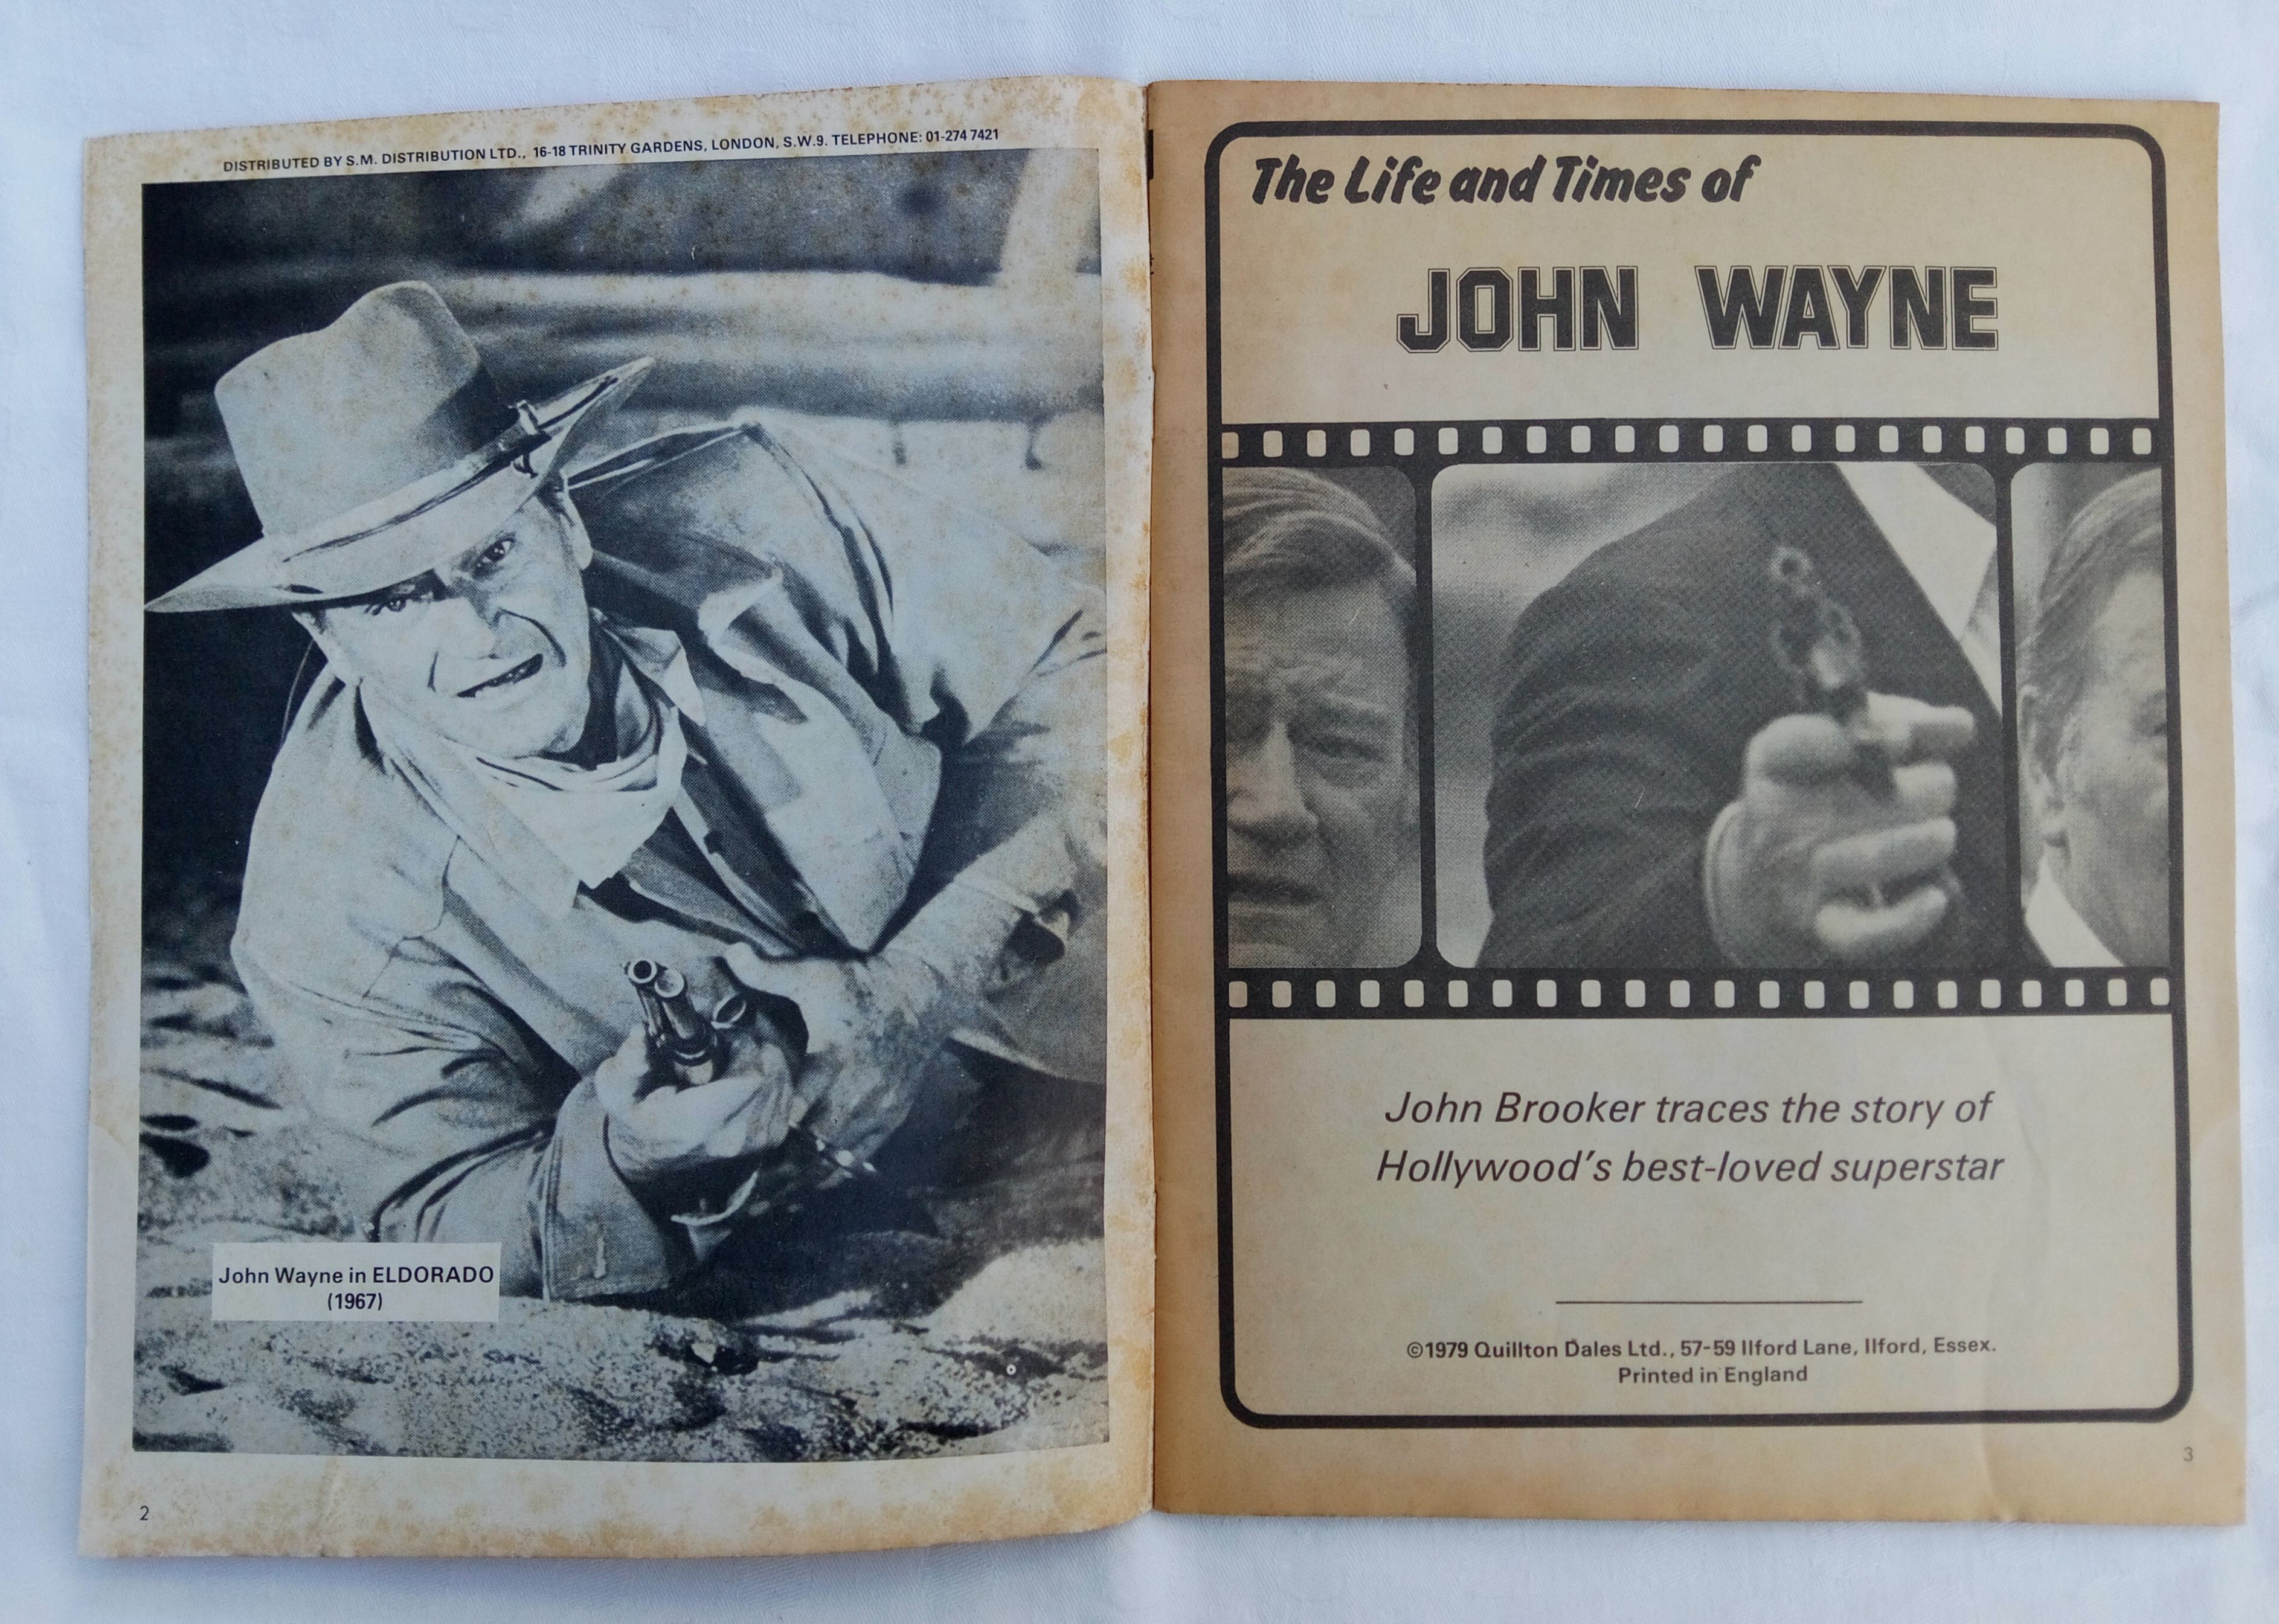 DISTRIBUTED BY S.M. DISTRIBUTION LTD., 16-18 TRINITY GARDENS, LONDON, S.W.9. TELEPHONE: 01-274 7421
John Wayne in ELDORADO
(1967)
2
The Life and Times of
JOHN WAYNE
John Brooker traces the story of
Hollywood's best-loved superstar
©1979 Quillton Dales Ltd., 57-59 Ilford Lane, Ilford, Essex.
Printed in England
3